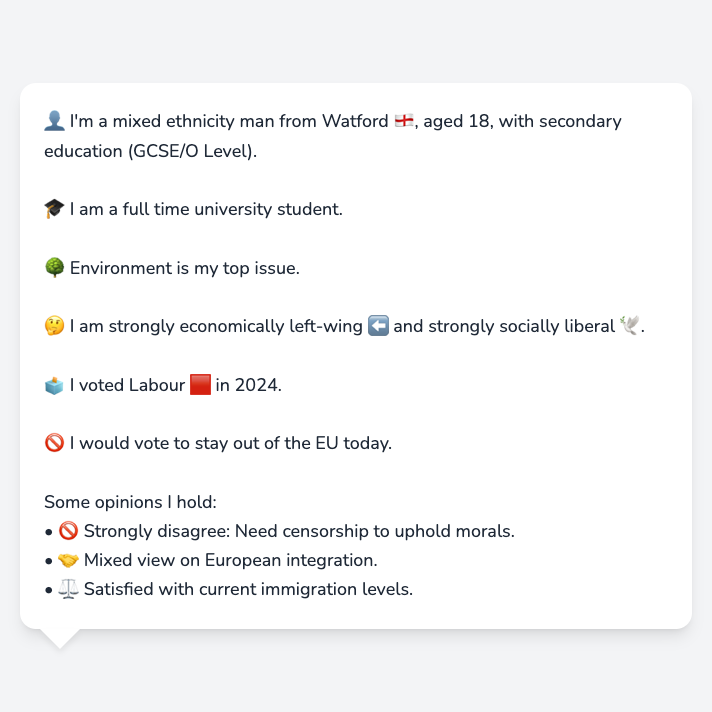 👤 I'm a mixed ethnicity man from Watford 🏴󠁧󠁢󠁥󠁮󠁧󠁿, aged 18, with secondary
education (GCSE/O Level).
🎓 I am a full time university student.
🌳 Environment is my top issue.
🤔 I am strongly economically left-wing ⬅️ and strongly socially liberal 🕊️.
🗳️ I voted Labour 🟥 in 2024.
🚫 I would vote to stay out of the EU today.
Some opinions I hold:
• 🚫 Strongly disagree: Need censorship to uphold morals.
• 🤝 Mixed view on European integration.
• ⚖️ Satisfied with current immigration levels.